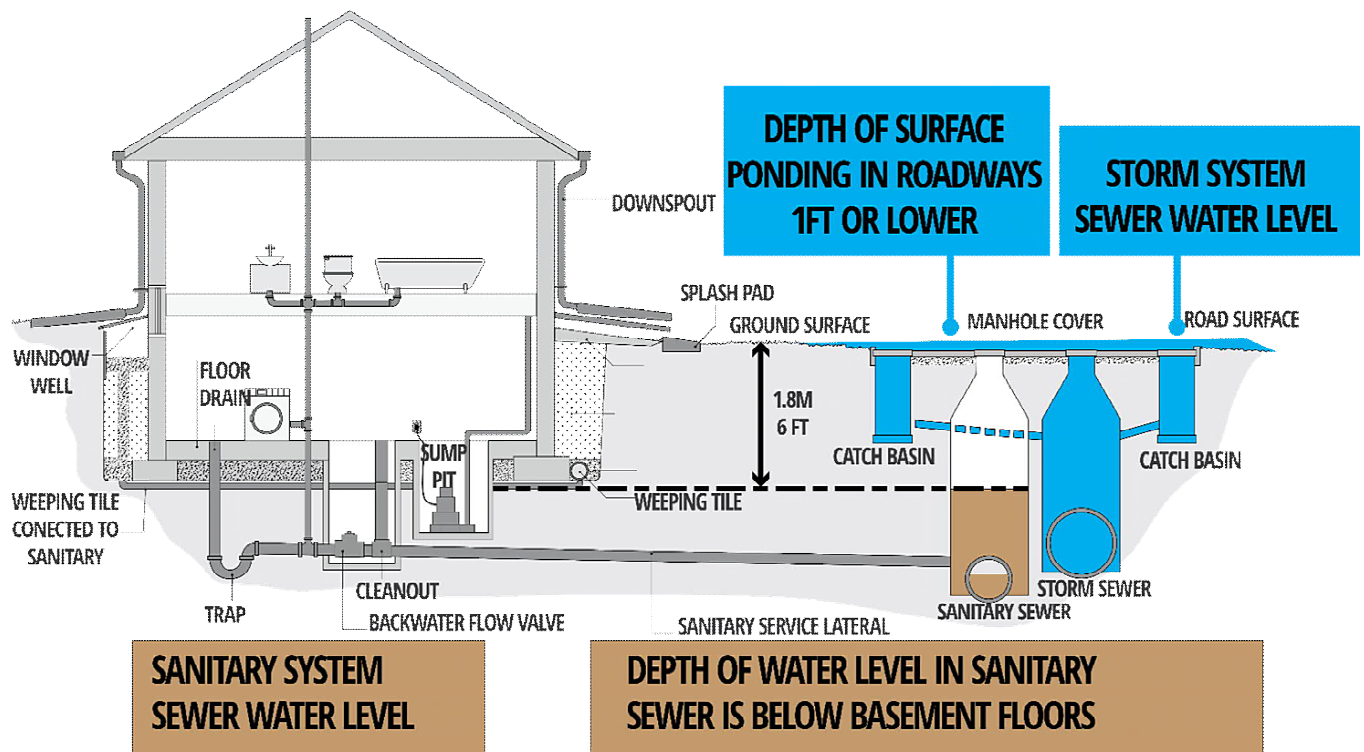 DEPTH OF SURFACE
PONDING IN ROADWAYS
1FT OR LOWER
STORM SYSTEM
SEWER WATER LEVEL
DOWNSPOUT
SPLASH PAD
GROUND SURFACE
MANHOLE COVER
ROAD SURFACE
WINDOW
WELL
FLOOR
DRAIN
1.8M
6 FT
SUMP
PIT
CATCH BASIN
CATCH BASIN
WEEPING TILE
CONECTED TO
SANITARY
WEEPING TILE
TRAP
CLEANOUT
BACKWATER FLOW VALVE
SANITARY SERVICE LATERAL
SANITARY SEWER
STORM SEWER
SANITARY SYSTEM
SEWER WATER LEVEL
DEPTH OF WATER LEVEL IN SANITARY
SEWER IS BELOW BASEMENT FLOORS